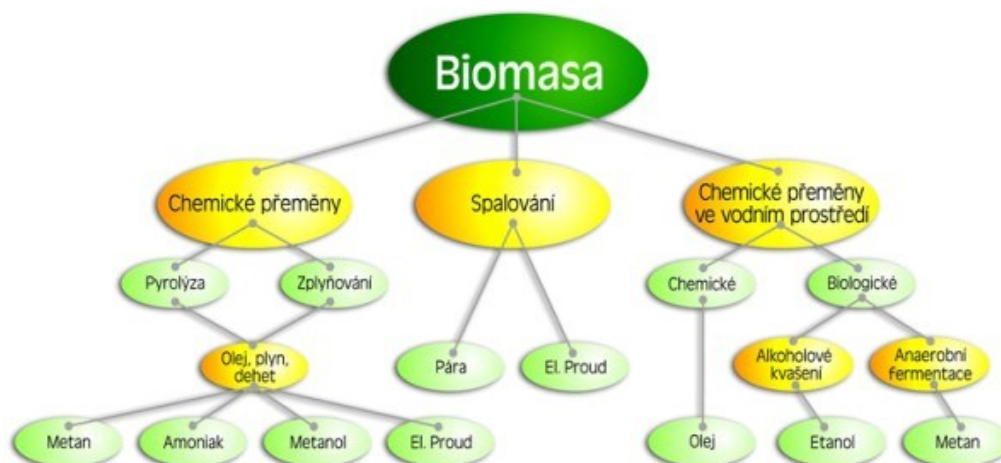 Biomasa
Chemické přeměny
Spalování
Chemické přeměny
ve vodním prostředí
Pyrolýza
Zplyňování
Chemické
Biologické
Olej, plyn,
dehet
Pára
El. Proud
Alkoholové
kvašení
Anaerobní
fermentace
Metan
Amoniak
Metanol
El. Proud
Olej
Etanol
Metan